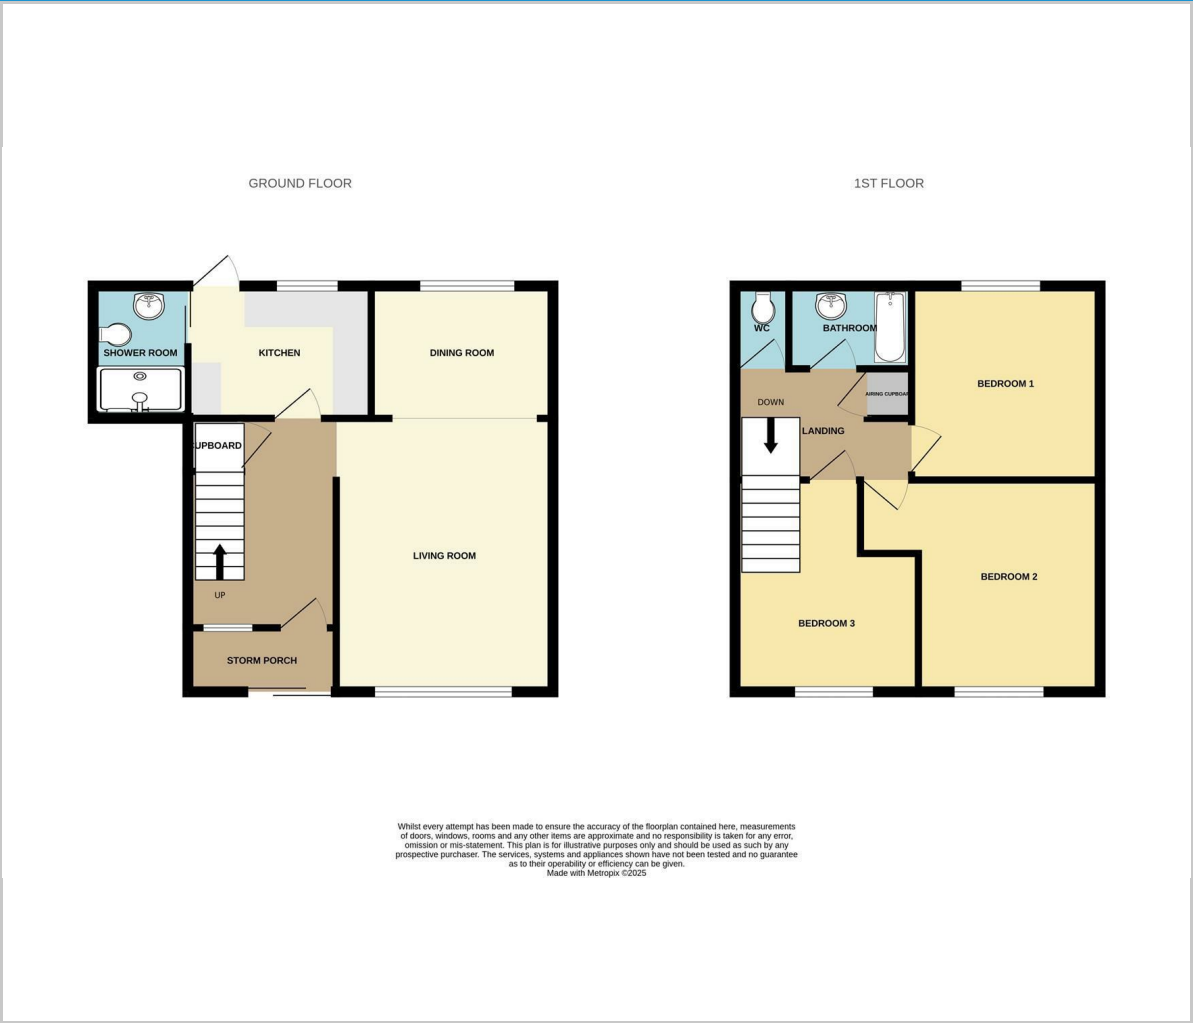 GROUND FLOOR
1ST FLOOR
SHOWER ROOM
KITCHEN
DINING ROOM
UPBOARD
LIVING ROOM
UP
STORM PORCH
WC
BATHROOM
BEDROOM 1
DOWN
AIRING CUPBOAR
LANDING
BEDROOM 2
BEDROOM 3
Whilst every attempt has been made to ensure the accuracy of the floorplan contained here, measurements
of doors, windows, rooms and any other items are approximate and no responsibility is taken for any error,
omission or mis-statement. This plan is for illustrative purposes only and should be used as such by any
prospective purchaser. The services, systems and appliances shown have not been tested and no guarantee
as to their operability or efficiency can be given.
Made with Metropix ©2025